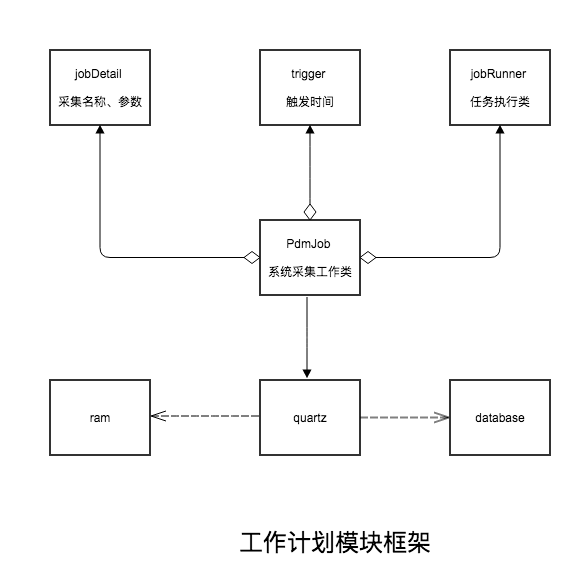 jobDetail
采集名称、参数
trigger
触发时间
jobRunner
任务执行类
PdmJob
系统采集工作类
ram
quartz
database
工作计划模块框架